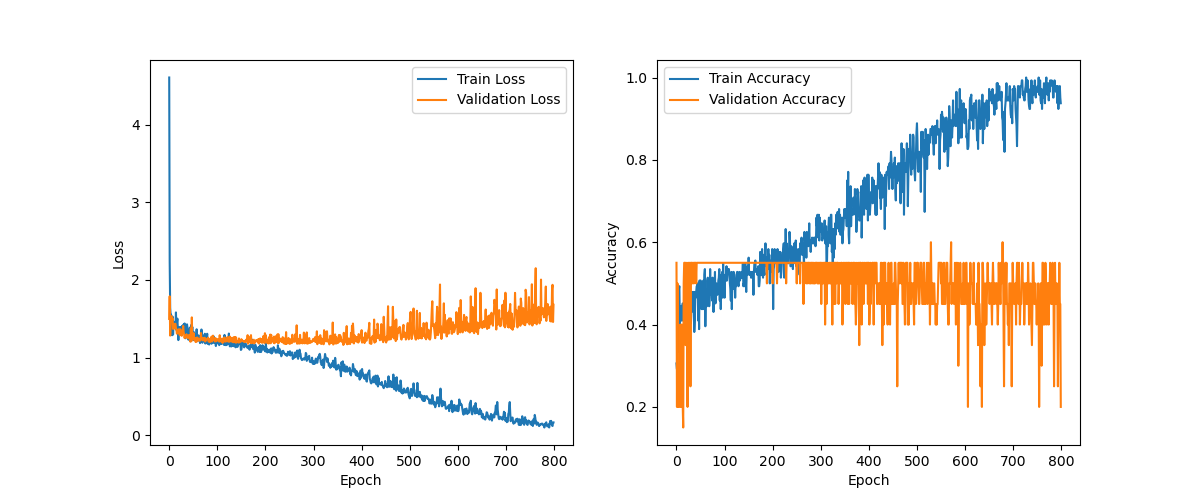 Train Loss
Validation Loss
Loss
4
3
2
1
0
0 100 200 300 400 500 600 700 800
Epoch
Train Accuracy
Validation Accuracy
Accuracy
1.0
0.8
0.6
0.4
0.2
0 100 200 300 400 500 600 700 800
Epoch